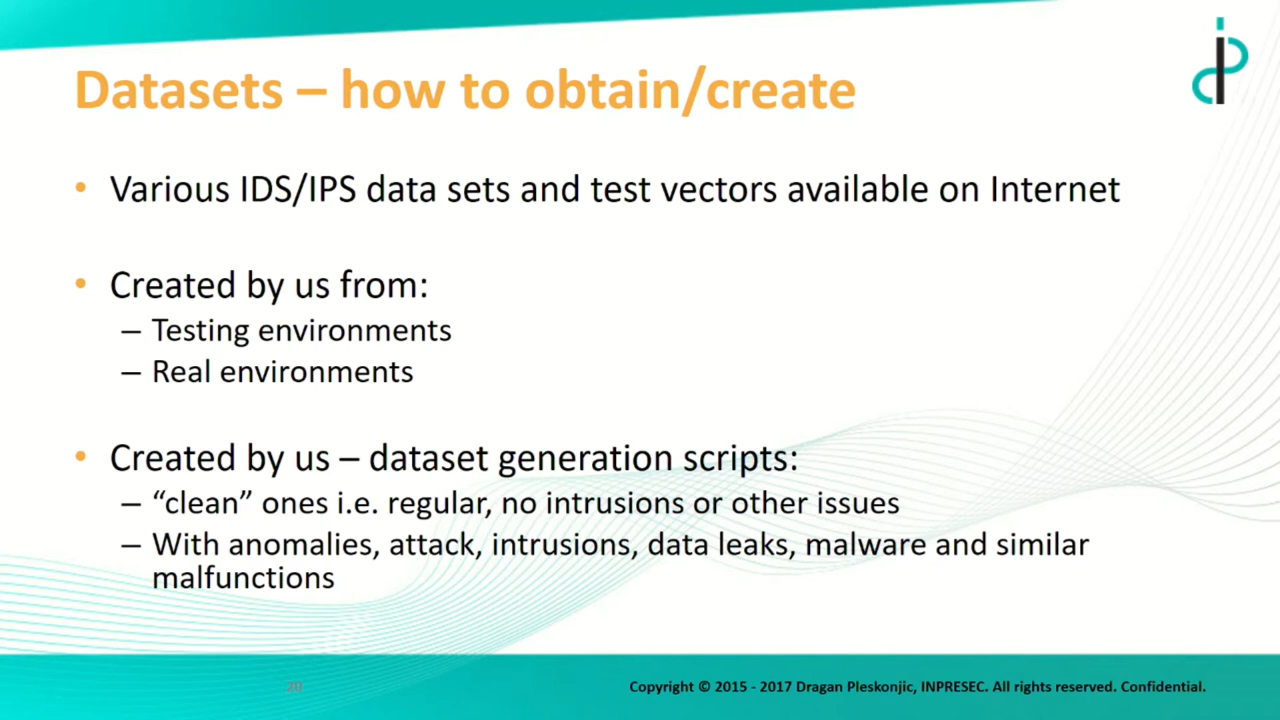 Datasets – how to obtain/create
• Various IDS/IPS data sets and test vectors available on Internet
• Created by us from:
– Testing environments
– Real environments
• Created by us – dataset generation scripts:
– “clean” ones i.e. regular, no intrusions or other issues
– With anomalies, attack, intrusions, data leaks, malware and similar
malfunctions
20
Copyright © 2015 - 2017 Dragan Pleskonjic, INPRESEC. All rights reserved. Confidential.